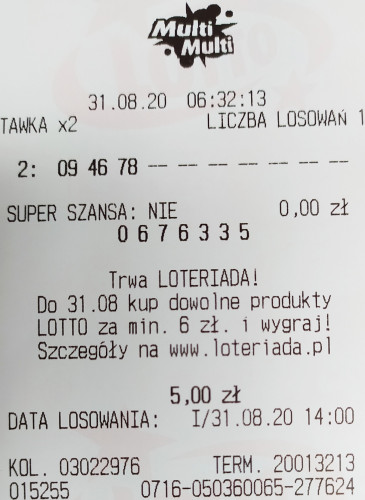 Multi
Multi
31.08.20 06:32:13
TAWKA x2 LICZBA LOSOWAŃ 1
2: 09 46 78 -- -- -- -- -- -- --
SUPER SZANSA: NIE 0,00 zł
0676335
Trwa LOTERIADA!
Do 31.08 kup dowolne produkty
LOTTO za min. 6 zł. i wygraj!
Szczegóły na www.loteriada.pl
5,00 zł
DATA LOSOWANIA: I/31.08.20 14:00
KOL. 03022976 TERM. 20013213
015255 0716-050360065-277624